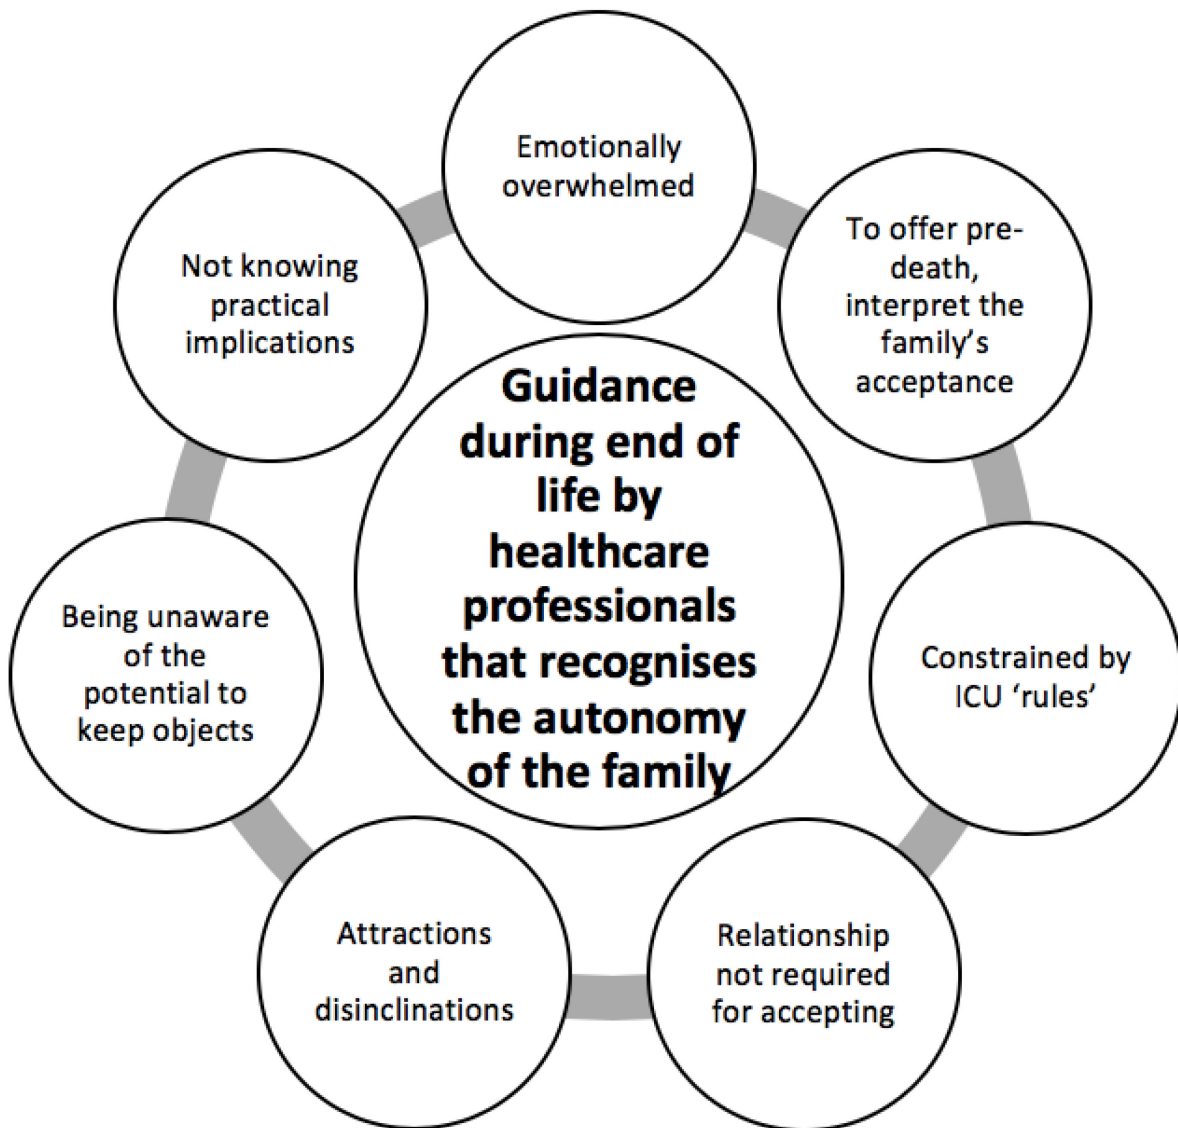 Emotionally
overwhelmed
To offer pre-
death,
interpret the
family’s
acceptance
Constrained by
ICU ‘rules’
Relationship
not required
for accepting
Attractions
and
disinclinations
Being unaware
of the
potential to
keep objects
Not knowing
practical
implications
Guidance
during end of
life by
healthcare
professionals
that recognises
the autonomy
of the family